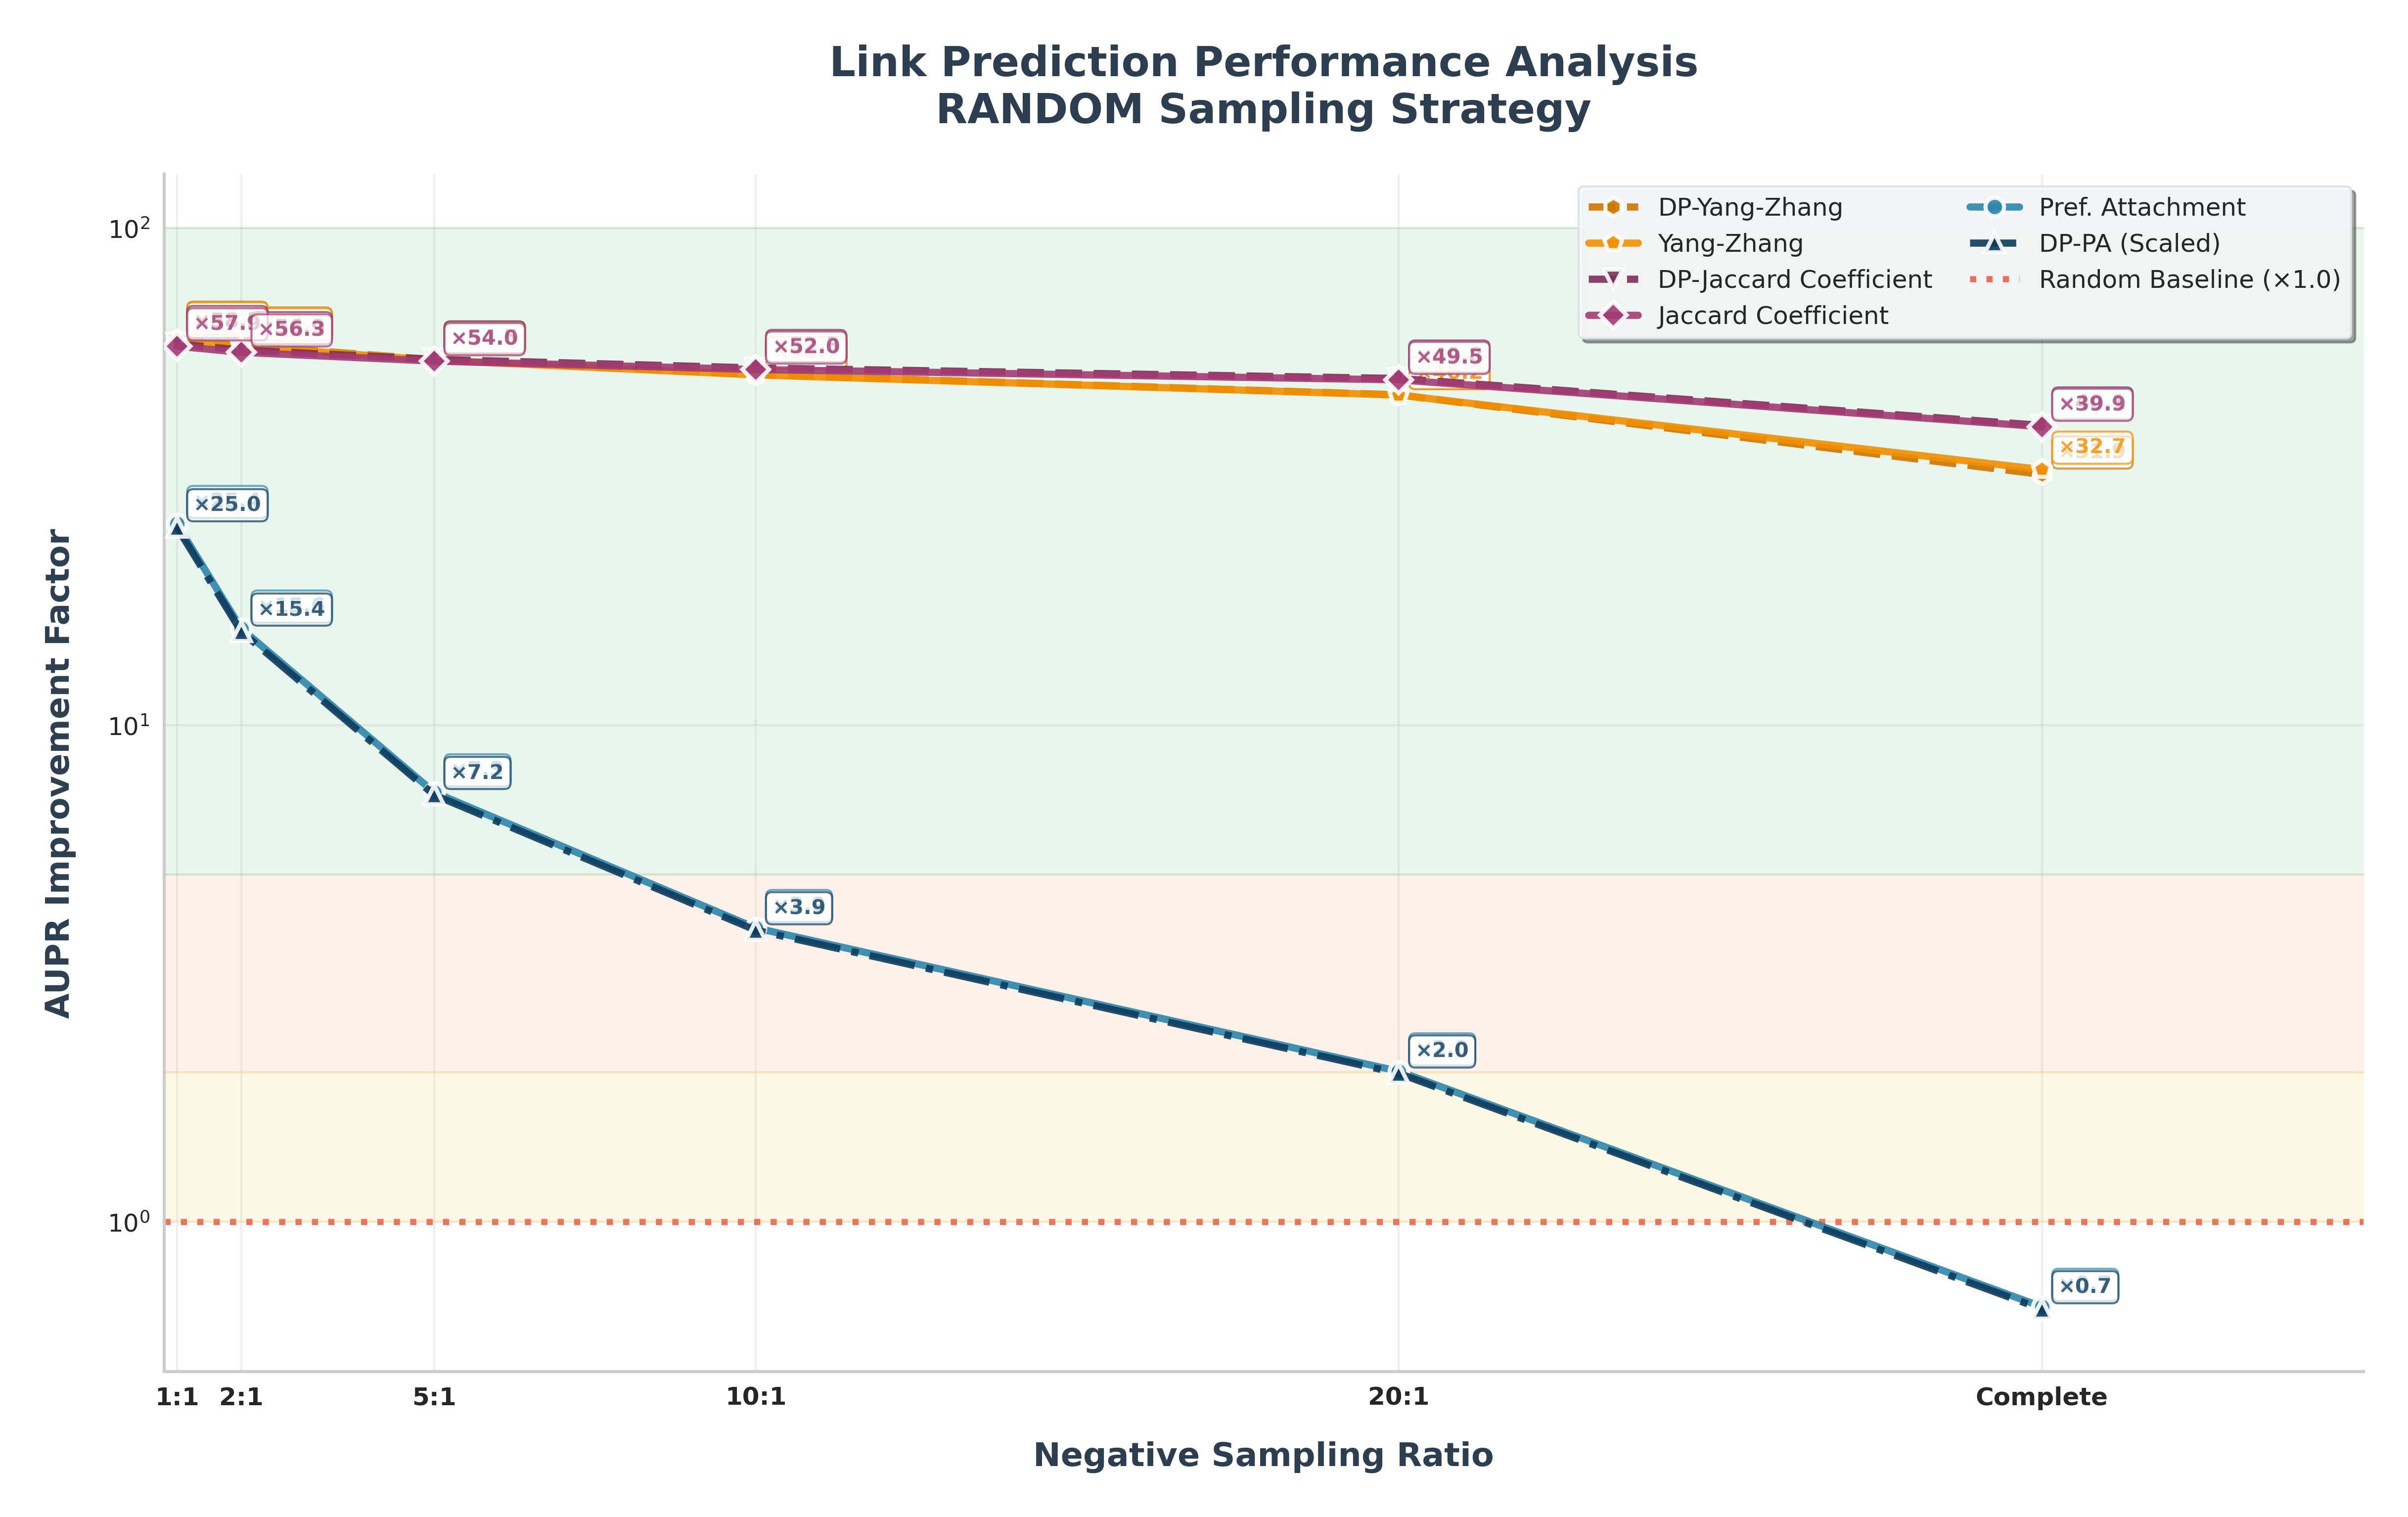 Link Prediction Performance Analysis
RANDOM Sampling Strategy
DP-Yang-Zhang
Yang-Zhang
DP-Jaccard Coefficient
Jaccard Coefficient
Pref. Attachment
DP-PA (Scaled)
Random Baseline (×1.0)
AUPR Improvement Factor
10²
10¹
10⁰
×57.9
×56.3
×54.0
×52.0
×49.5
×39.9
×32.7
×25.0
×15.4
×7.2
×3.9
×2.0
×0.7
1:1 2:1 5:1 10:1 20:1 Complete
Negative Sampling Ratio